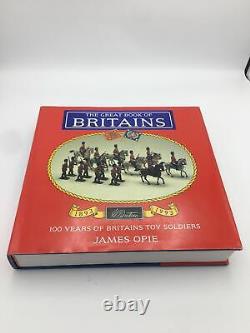 THE GREAT BOOK OF
BRITAINS
1893
1993
100 YEARS OF BRITAINS TOY SOLDIERS
JAMES OPIE